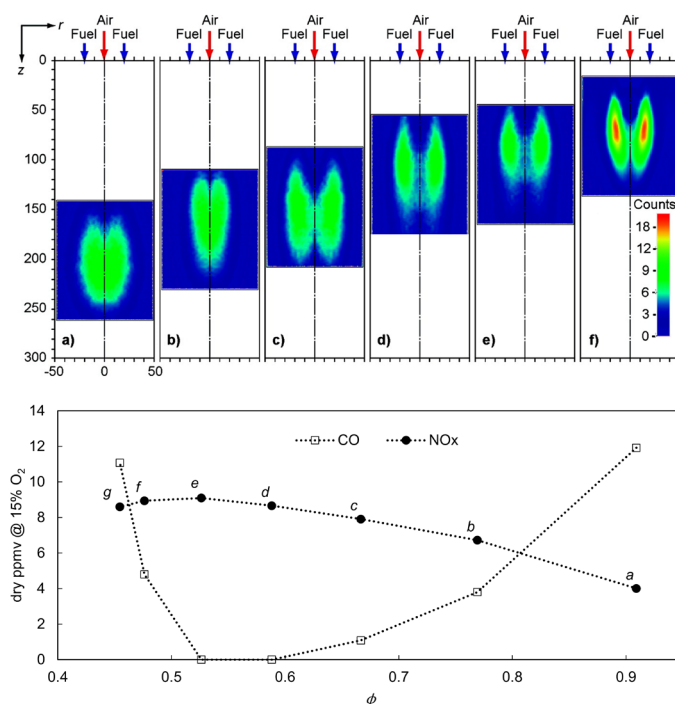 Air Air Air Air Air Air
r Fuel Fuel Fuel Fuel Fuel Fuel Fuel Fuel Fuel Fuel Fuel Fuel
z
0
50
100
150
200
250
300
-50 0 50
Counts
18
12
9
6
3
0
a) b) c) d) e) f)
14
12
10
8
6
4
2
0
dry ppmv @ 15% O2
CO NOx
g f e d c b a
0.4 0.5 0.6 0.7 0.8 0.9
ϕ